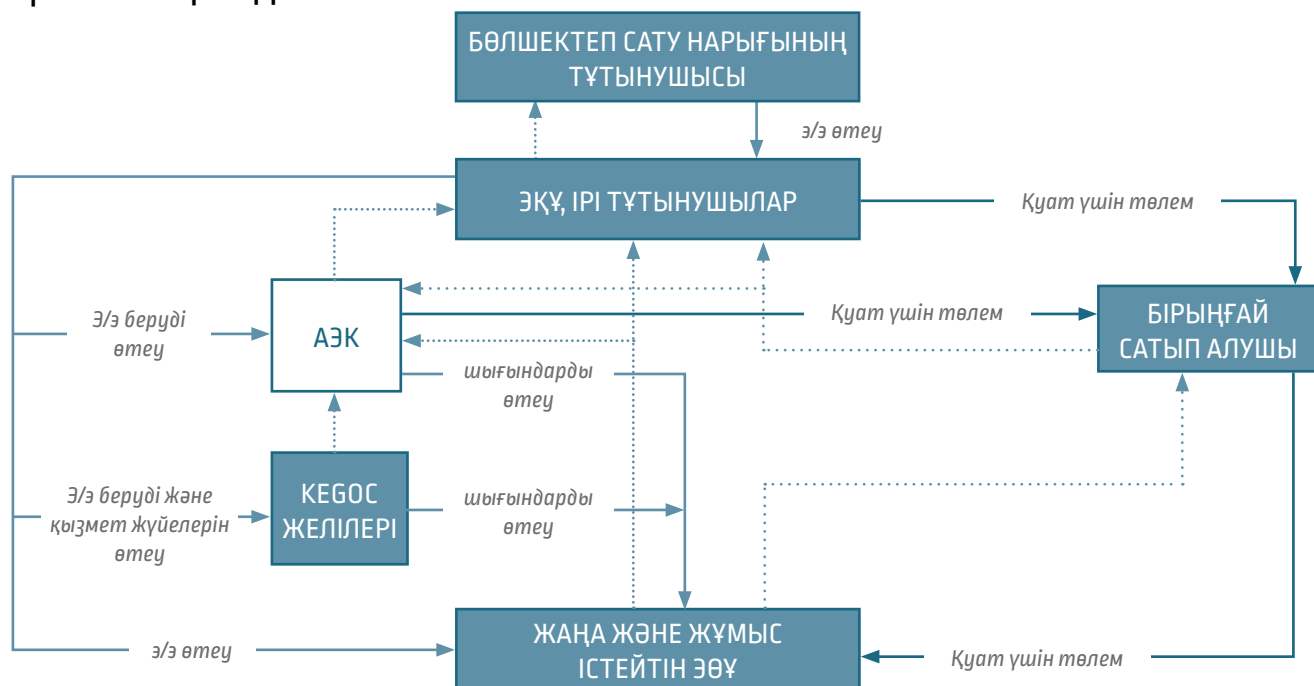 БӨЛШЕКТЕП САТУ НАРЫҒЫНЫҢ
ТҰТЫНУШЫСЫ
э/э өтеу
ЭҚҰ, ІРІ ТҰТЫНУШЫЛАР
Қуат үшін төлем
Э/э беруді
өтеу
АЭК
Қуат үшін төлем
БІРЫҢҒАЙ
САТЫП АЛУШЫ
шығындарды
өтеу
Э/э беруді және
қызмет жүйелерін
өтеу
KEGOC
ЖЕЛІЛЕРІ
шығындарды
өтеу
э/э өтеу
ЖАҢА ЖӘНЕ ЖҰМЫС
ІСТЕЙТІН ЭӨҰ
Қуат үшін төлем